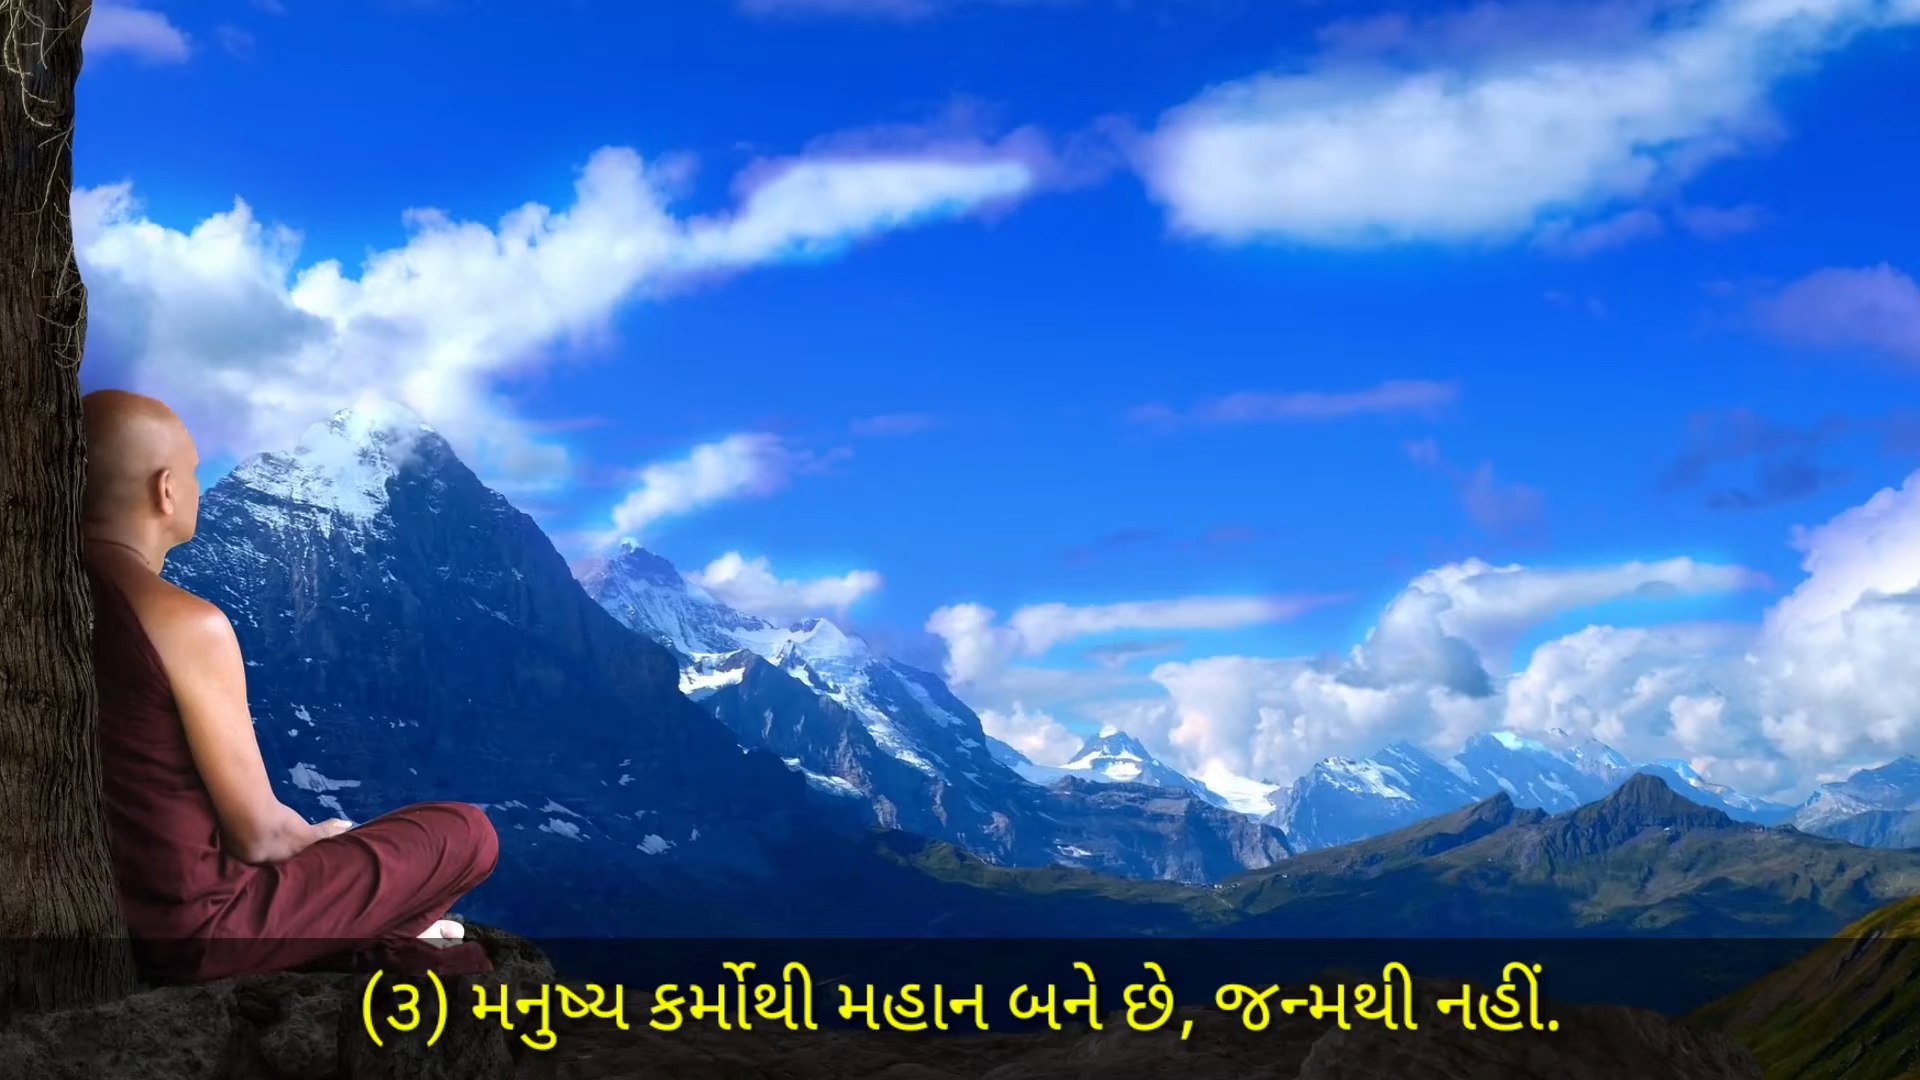 (૩) મનુષ્ય કર્મોથી મહાન બને છે, જન્મથી નહીં.